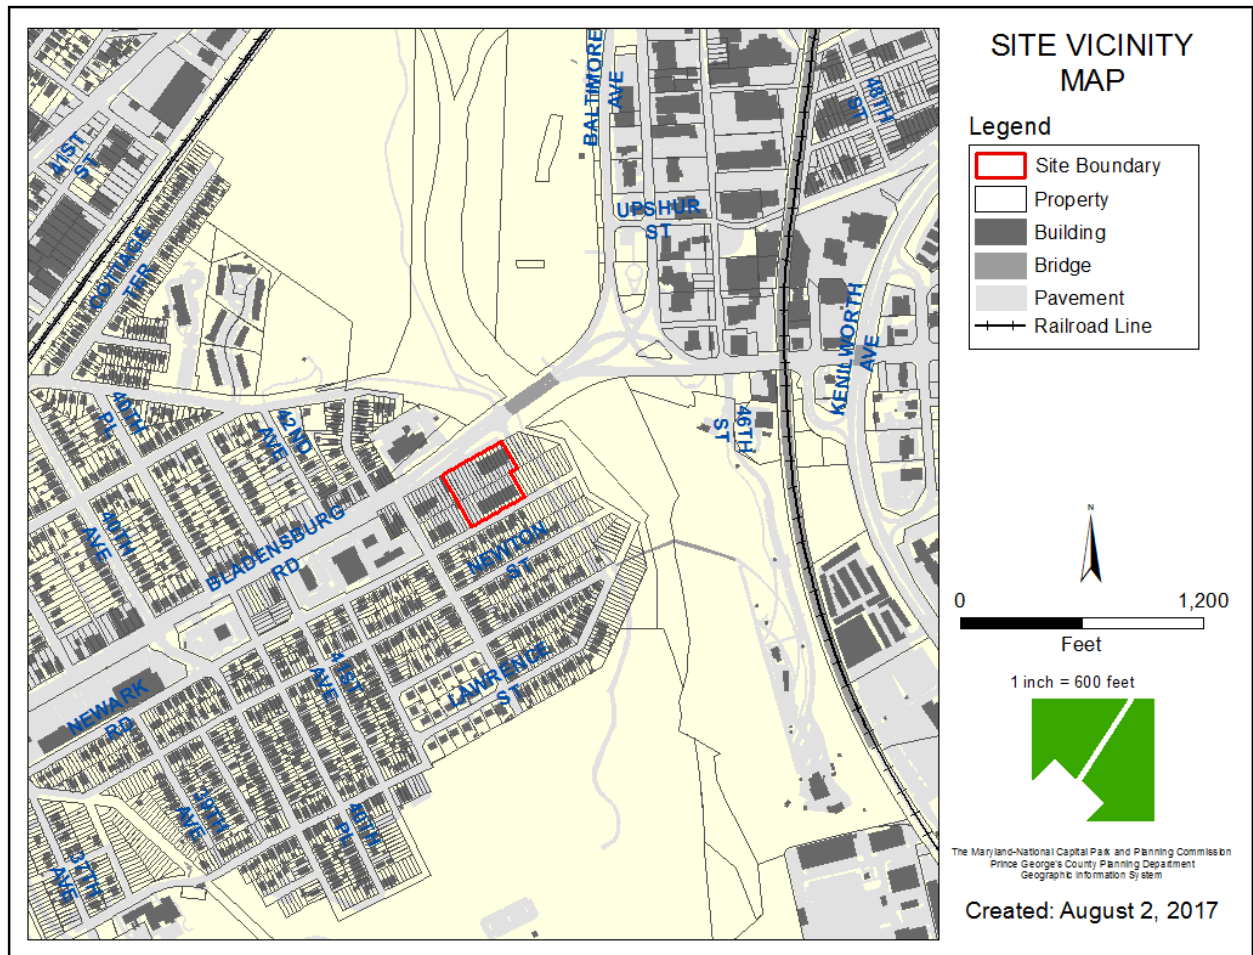 SITE VICINITY
MAP
Legend
Site Boundary
Property
Building
Bridge
Pavement
Railroad Line
N
0 1,200
Feet
1 inch = 600 feet
The Maryland-National Capital Park and Planning Commission
Prince George's County Planning Department
Geographic Information System
Created: August 2, 2017
BALTIMORE
AVE
48TH
ST
41ST
ST
UPSHUR
ST
COTTAGE
TER
KENILWORTH
AVE
40TH
PL
42ND
AVE
46TH
ST
40TH
AVE
BLADENSBURG
RD
NEWTON
ST
41ST
AVE
LAWRENCE
ST
NEWARK
RD
39TH
AVE
40TH
PL
37TH
AVE